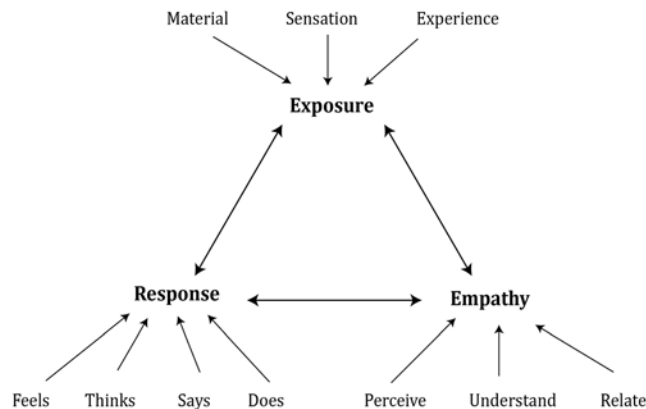 Material Sensation Experience
Exposure
Response Empathy
Feels Thinks Says Does Perceive Understand Relate